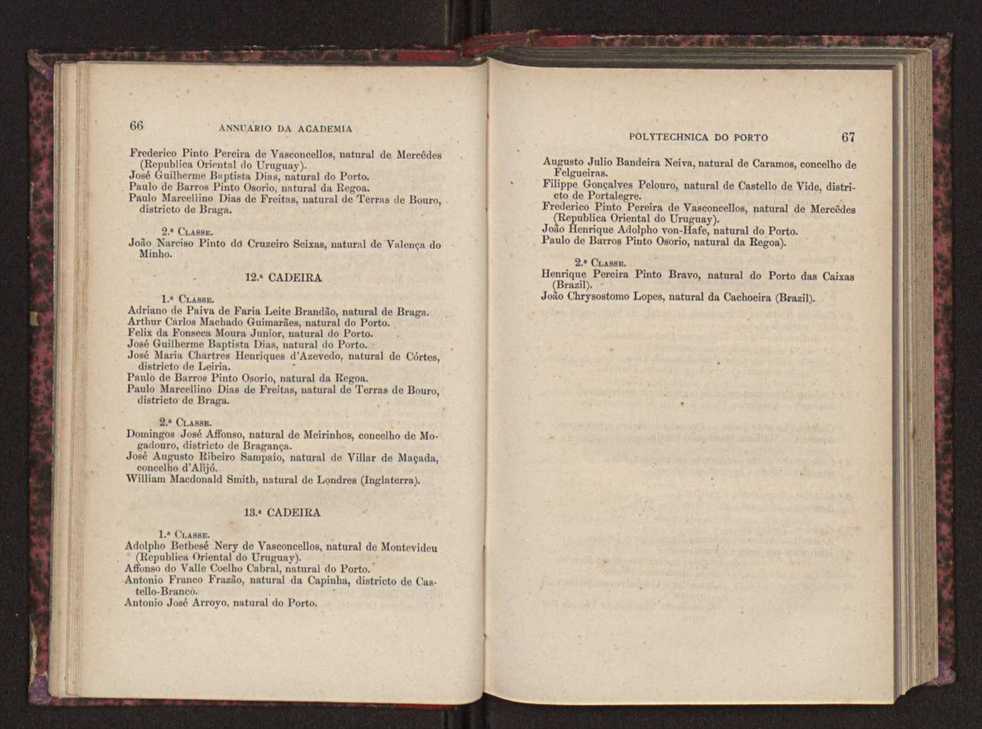 66 ANNUARIO DA ACADEMIA
Frederico Pinto Pereira de Vasconcellos, natural de Mercêdes
(Republica Oriental do Uruguay).
José Guilherme Baptista Dias, natural do Porto.
Paulo de Barros Pinto Osorio, natural da Regoa.
Paulo Marcellino Dias de Freitas, natural de Terras de Bouro,
districto de Braga.
2.ª CLASSE.
João Narciso Pinto do Cruzeiro Seixas, natural de Valença do
Minho.
12.ª CADEIRA
1.ª CLASSE.
Adriano de Paiva de Faria Leite Brandão, natural de Braga.
Arthur Carlos Machado Guimarães, natural do Porto.
Felix da Fonseca Moura Junior, natural do Porto.
José Guilherme Baptista Dias, natural do Porto.
José Maria Chartres Henriques d'Azevedo, natural de Córtes,
districto de Leiria.
Paulo de Barros Pinto Osorio, natural da Regoa.
Paulo Marcellino Dias de Freitas, natural de Terras de Bouro,
districto de Braga.
2.ª CLASSE.
Domingos José Affonso, natural de Meirinhos, concelho de Mo-
gadouro, districto de Bragança.
José Augusto Ribeiro Sampaio, natural de Villar de Maçada,
concelho d'Alijó.
William Macdonald Smith, natural de Londres (Inglaterra).
13.ª CADEIRA
1.ª CLASSE.
Adolpho Betbesé Nery de Vasconcellos, natural de Montevideu
(Republica Oriental do Uruguay).
Affonso do Valle Coelho Cabral, natural do Porto.
Antonio Franco Frazão, natural da Capinha, districto de Cas-
tello-Branco.
Antonio José Arroyo, natural do Porto.
POLYTECHNICA DO PORTO 67
Augusto Julio Bandeira Neiva, natural de Caramos, concelho de
Felgueiras.
Filippe Gonçalves Pelouro, natural de Castello de Vide, distri-
cto de Portalegre.
Frederico Pinto Pereira de Vasconcellos, natural de Mercêdes
(Republica Oriental do Uruguay).
João Henrique Adolpho von-Hafe, natural do Porto.
Paulo de Barros Pinto Osorio, natural da Regoa).
2.ª CLASSE.
Henrique Pereira Pinto Bravo, natural do Porto das Caixas
(Brazil).
João Chrysostomo Lopes, natural da Cachoeira (Brazil).